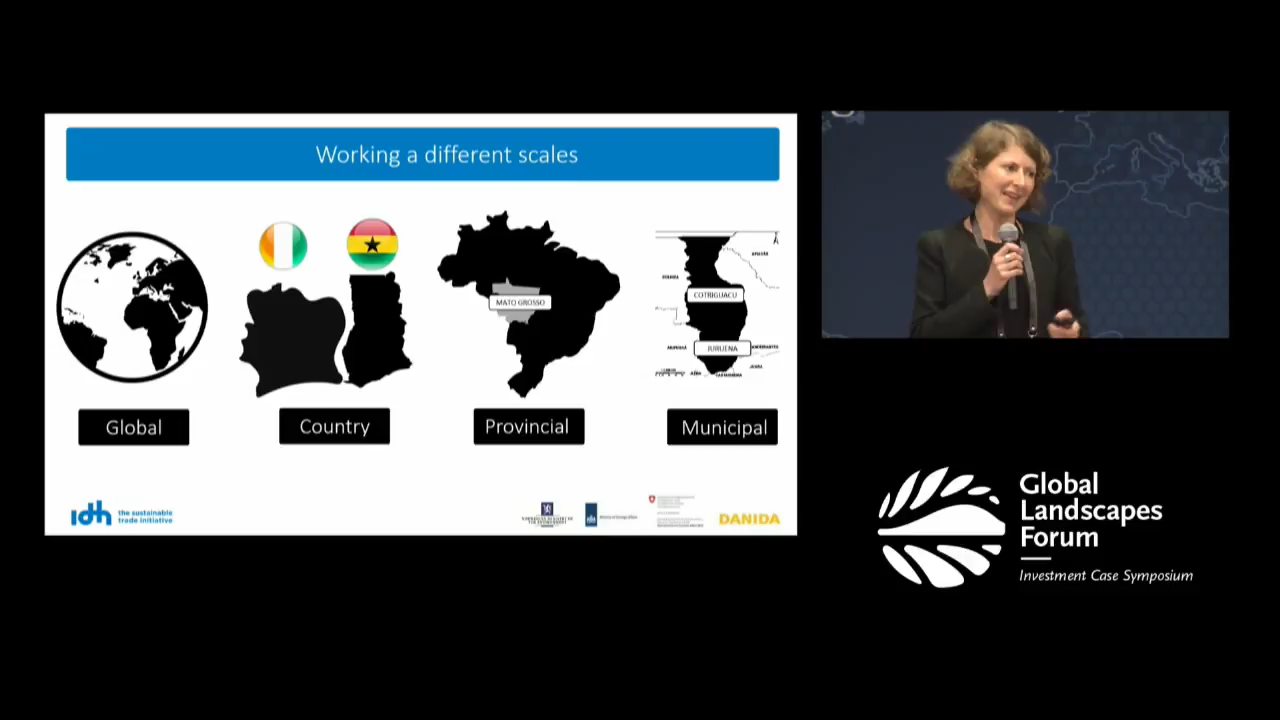 Working a different scales
MATO GROSSO
COTRIGUAÇU
JURUENA
Global
Country
Provincial
Municipal
idh the sustainable
trade initiative
DANIDA
Global
Landscapes
Forum
Investment Case Symposium